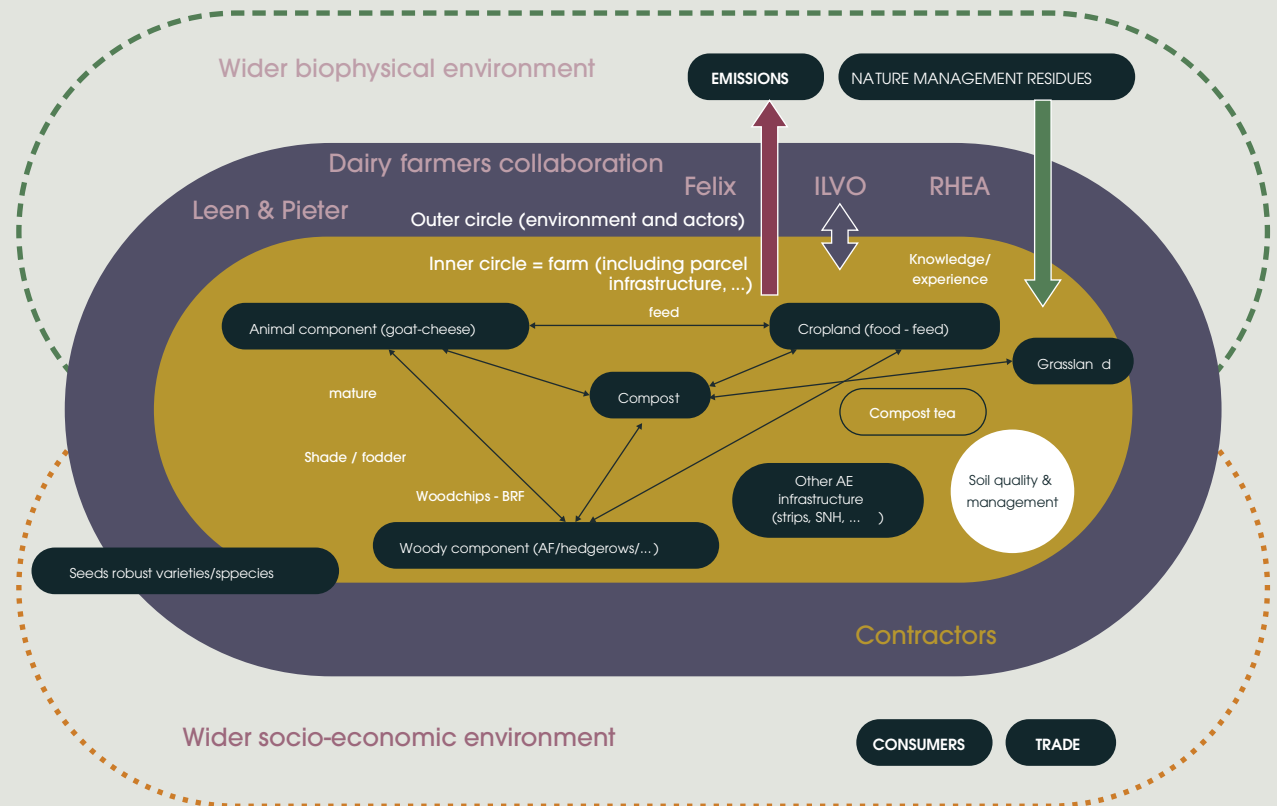 Wider biophysical environment
EMISSIONS
NATURE MANAGEMENT RESIDUES
Dairy farmers collaboration
Felix
ILVO
RHEA
Leen & Pieter
Outer circle (environment and actors)
Inner circle = farm (including parcel
infrastructure, ...)
Knowledge/
experience
feed
Animal component (goat-cheese)
Cropland (food - feed)
Grasslan d
mature
Compost
Compost tea
Shade / fodder
Woodchips - BRF
Other AE
infrastructure
(strips, SNH, ... )
Soil quality &
management
Woody component (AF/hedgerows/...)
Seeds robust varieties/sppecies
Contractors
Wider socio-economic environment
CONSUMERS
TRADE